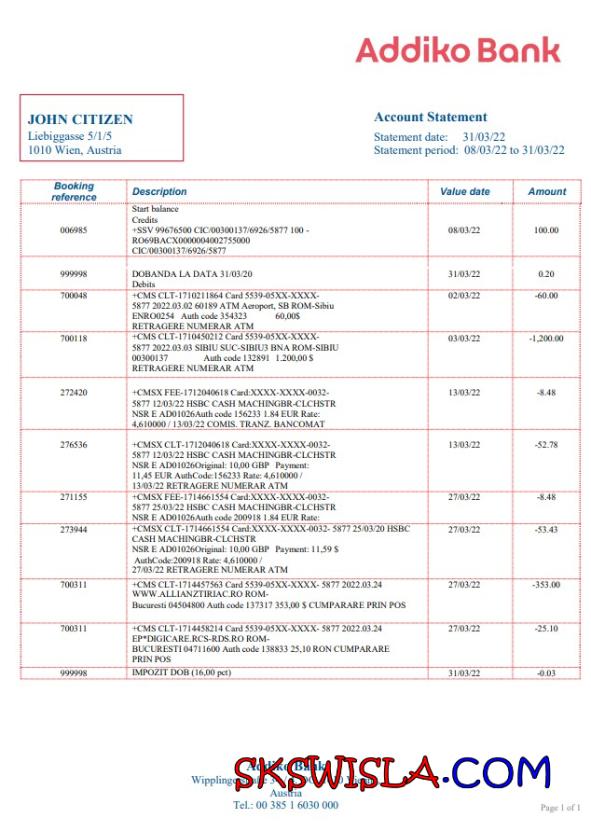 Addiko Bank
JOHN CITIZEN
Liebiggasse 5/1/5
1010 Wien, Austria
Account Statement
Statement date: 31/03/22
Statement period: 08/03/22 to 31/03/22
Booking reference Description Value date Amount
Start balance
Credits
006985 +SSV 99676500 CIC/00300137/6926/5877 100 - 08/03/22 100.00
RO69BACX0000004002755000
CIC/00300137/6926/5877
999998 DOBANDA LA DATA 31/03/20 31/03/22 0.20
Debits
700048 +CMS CLT-1710211864 Card 5539-05XX-XXXX- 02/03/22 -60.00
5877 2022.03.02 60189 ATM Aeroport, SB ROM-Sibiu
ENRO0254 Auth code 354323 60,00$
RETRAGERE NUMERAR ATM
700118 +CMS CLT-1710450212 Card 5539-05XX-XXXX- 03/03/22 -1,200.00
5877 2022.03.03 SIBIU SUC-SIBIU3 BNA ROM-SIBIU
00300137 Auth code 132891 1.200,00 $
RETRAGERE NUMERAR ATM
272420 +CMSX FEE-1712040618 Card:XXXX-XXXX-0032- 13/03/22 -8.48
5877 12/03/22 HSBC CASH MACHINGBR-CLCHSTR
NSR E AD01026Auth code 156233 1.84 EUR Rate:
4,610000 / 13/03/22 COMIS. TRANZ. BANCOMAT
276536 +CMSX CLT-1712040618 Card:XXXX-XXXX-0032- 13/03/22 -52.78
5877 12/03/22 HSBC CASH MACHINGBR-CLCHSTR
NSR E AD01026Original: 10,00 GBP Payment:
11,45 EUR AuthCode:156233 Rate: 4,610000 /
13/03/22 RETRAGERE NUMERAR ATM
271155 +CMSX FEE-1714661554 Card:XXXX-XXXX-0032- 27/03/22 -8.48
5877 25/03/22 HSBC CASH MACHINGBR-CLCHSTR
NSR E AD01026Auth code 200918 1.84 EUR Rate:
273944 +CMSX CLT-1714661554 Card:XXXX-XXXX-0032- 5877 25/03/20 HSBC 27/03/22 -53.43
CASH MACHINGBR-CLCHSTR
NSR E AD01026Original: 10,00 GBP Payment: 11,59 $
AuthCode:200918 Rate: 4,610000 /
27/03/22 RETRAGERE NUMERAR ATM
700311 +CMS CLT-1714457563 Card 5539-05XX-XXXX- 5877 2022.03.24 27/03/22 -353.00
WWW.ALLIANZTIRIAC.RO ROM-
Bucuresti 04504800 Auth code 137317 353,00 $ CUMPARARE PRIN POS
700311 +CMS CLT-1714458214 Card 5539-05XX-XXXX- 5877 2022.03.24 27/03/22 -25.10
EP*DIGICARE.RCS-RDS.RO ROM-
BUCURESTI 04711600 Auth code 138833 25,10 RON CUMPARARE
PRIN POS
999998 IMPOZIT DOB (16,00 pct) 31/03/22 -0.03
Addiko Bank
SKSWISLA.COM
Austria
Tel.: 00 385 1 6030 000
Page 1 of 1